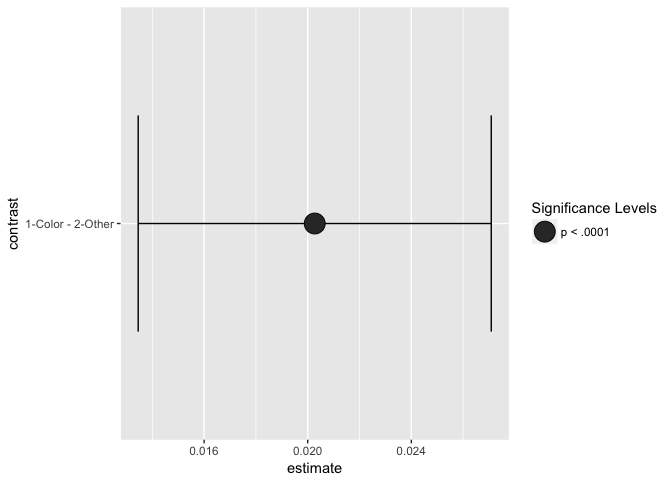 contrast
1-Color - 2-Other
0.016 0.020 0.024
estimate
Significance Levels
p < .0001